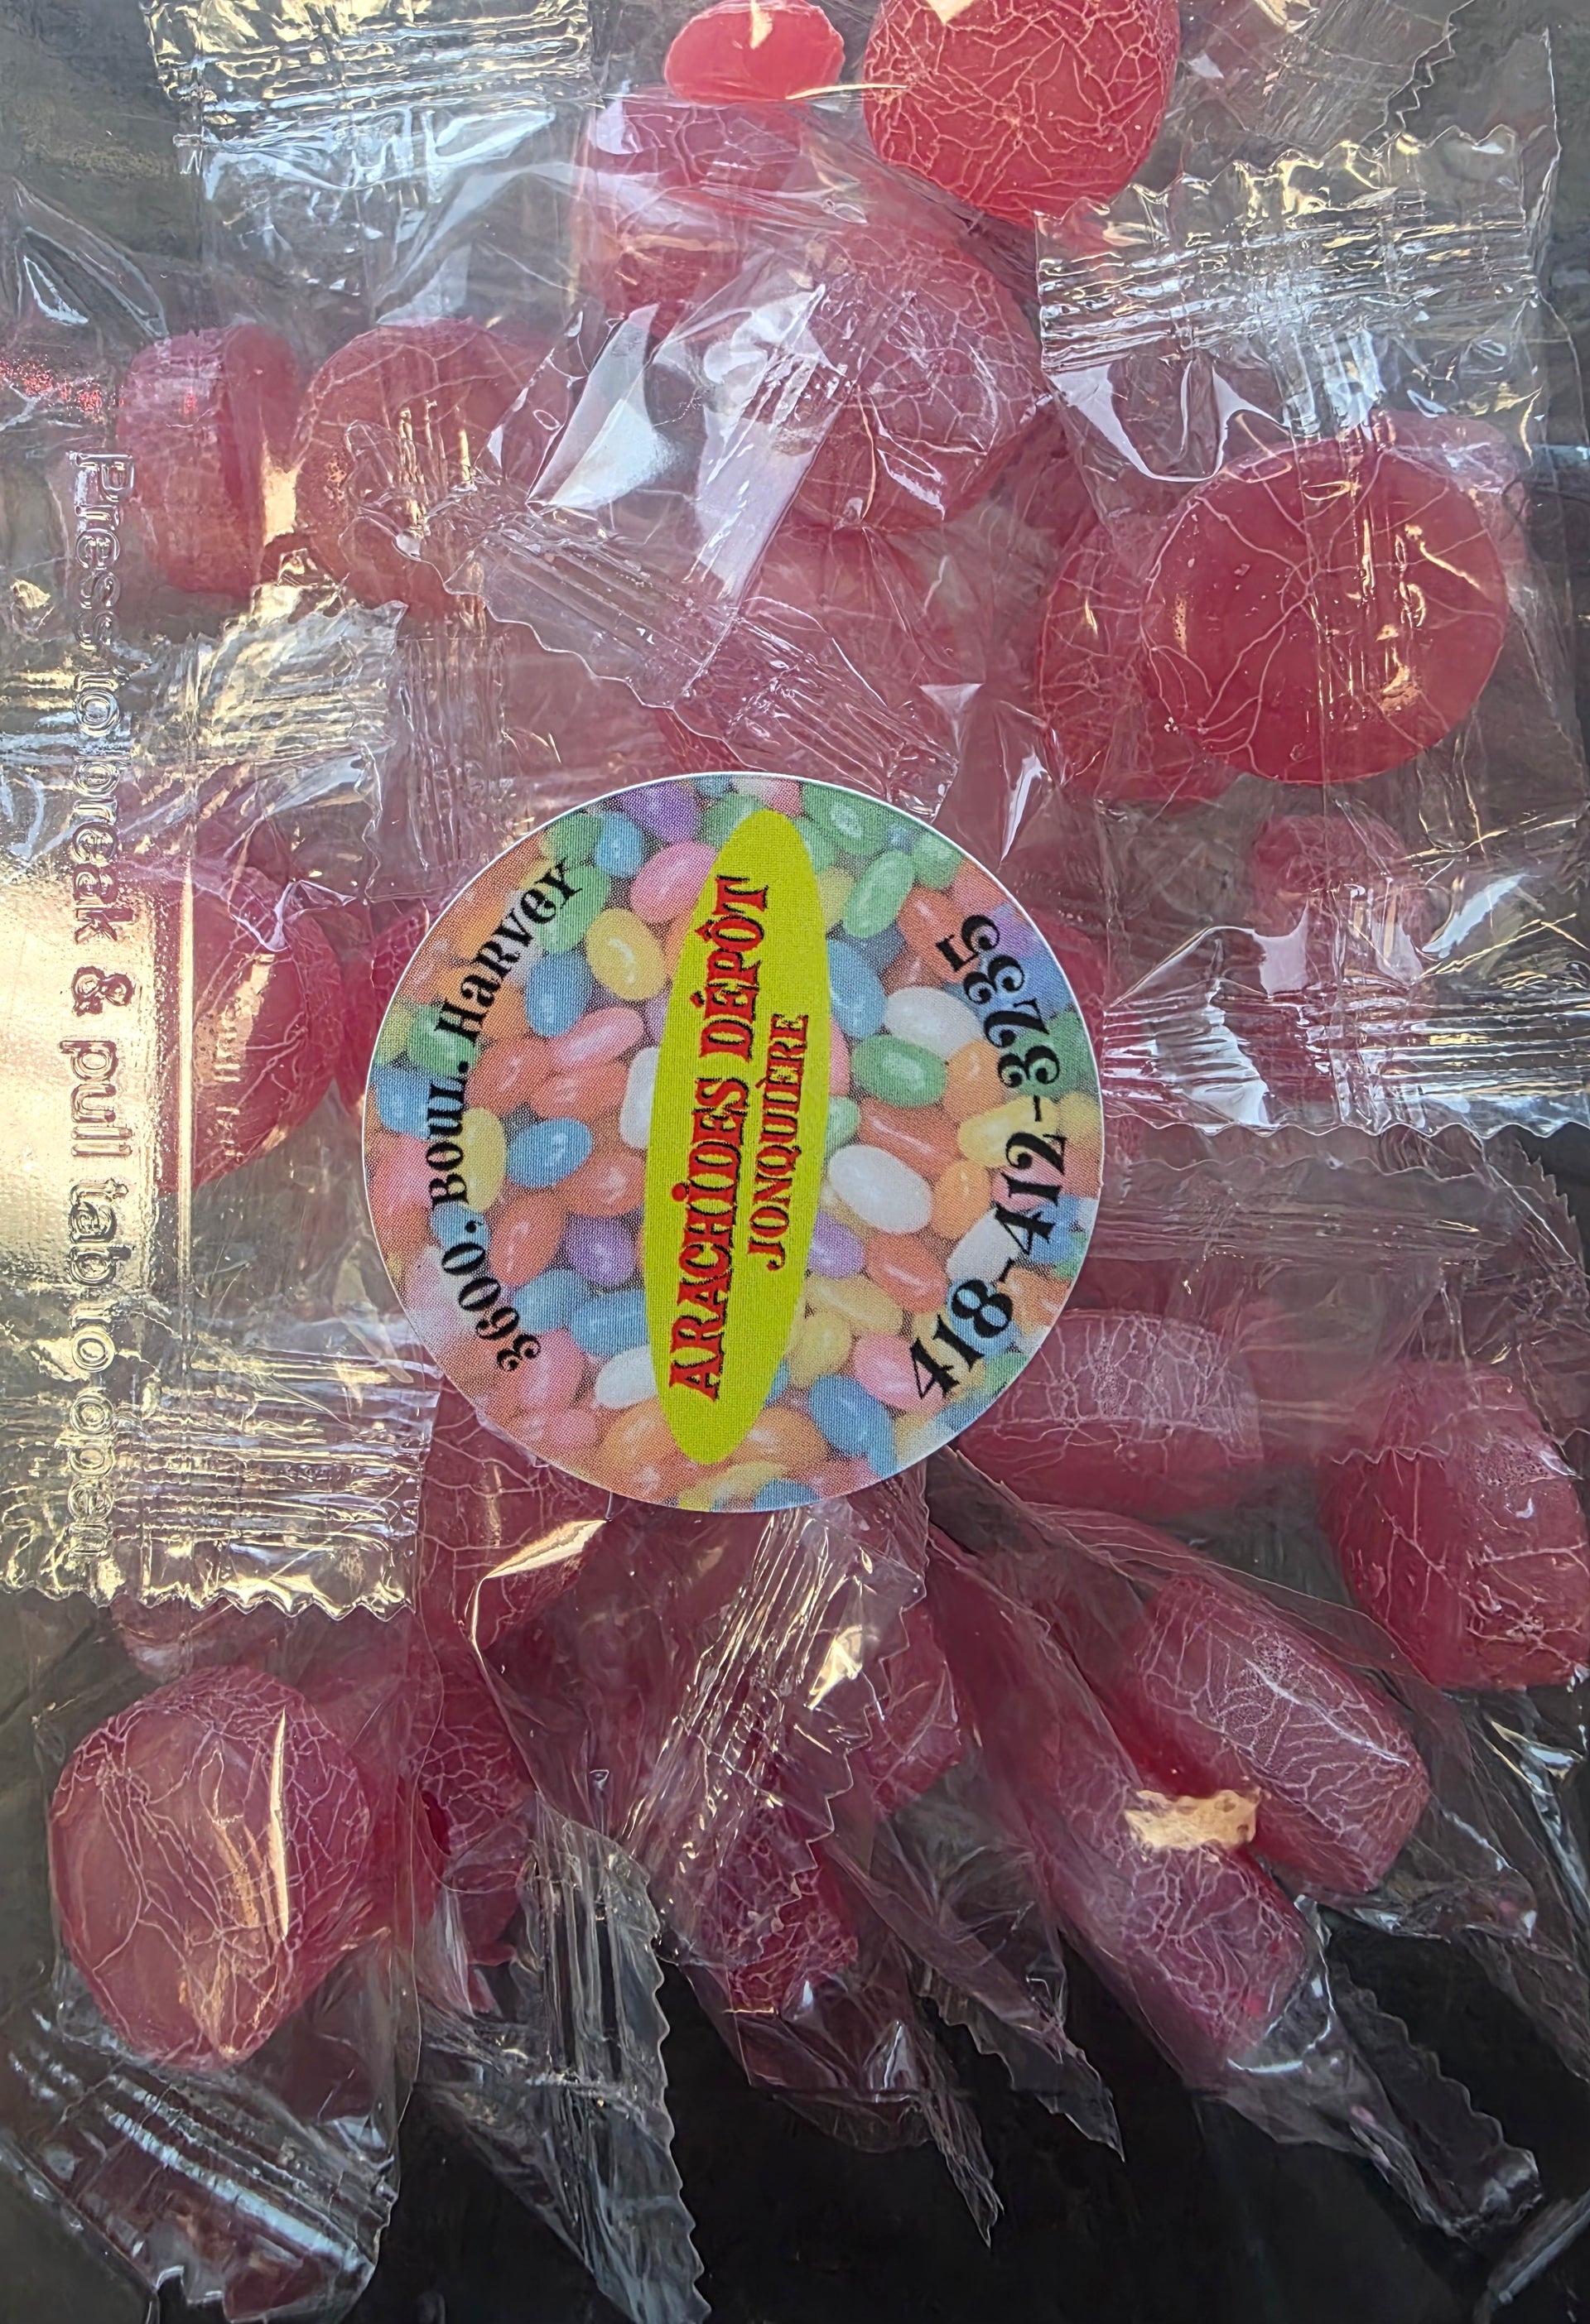 3600, Boul. Harvey
ARACHIDES DÉPÔT
JONQUIÈRE
418-412-3235
Press to break & pull tab to open